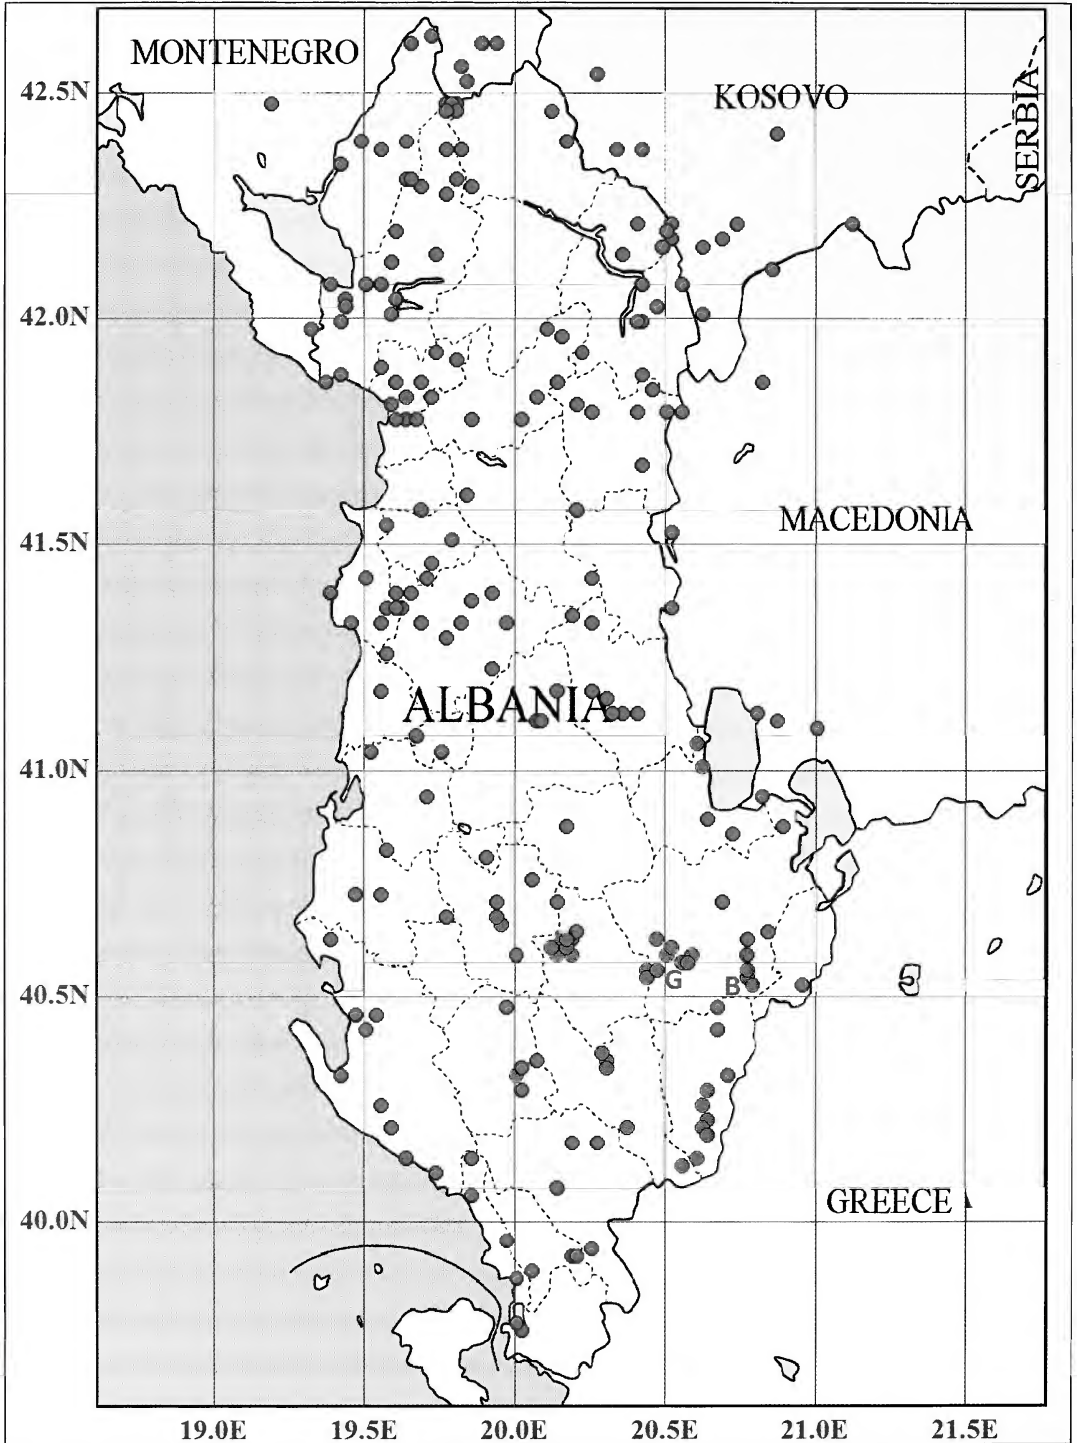 MONTENEGRO
42.5N
KOSOVO
SERBIA
42.0N
MACEDONIA
41.5N
ALBANIA
41.0N
G
B
40.5N
GREECE
40.0N
19.0E 19.5E 20.0E 20.5E 21.0E 21.5E